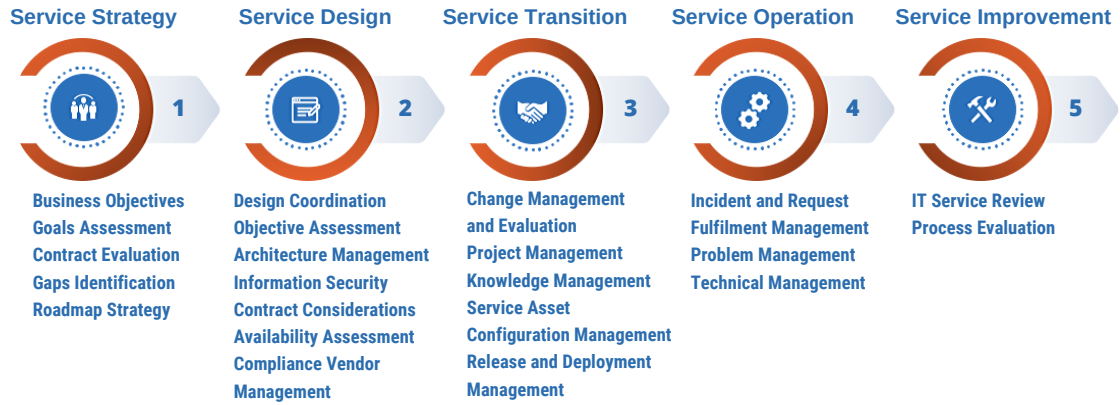 Service Strategy
1
Business Objectives
Goals Assessment
Contract Evaluation
Gaps Identification
Roadmap Strategy
Service Design
2
Design Coordination
Objective Assessment
Architecture Management
Information Security
Contract Considerations
Availability Assessment
Compliance Vendor
Management
Service Transition
3
Change Management
and Evaluation
Project Management
Knowledge Management
Service Asset
Configuration Management
Release and Deployment
Management
Service Operation
4
Incident and Request
Fulfilment Management
Problem Management
Technical Management
Service Improvement
5
IT Service Review
Process Evaluation